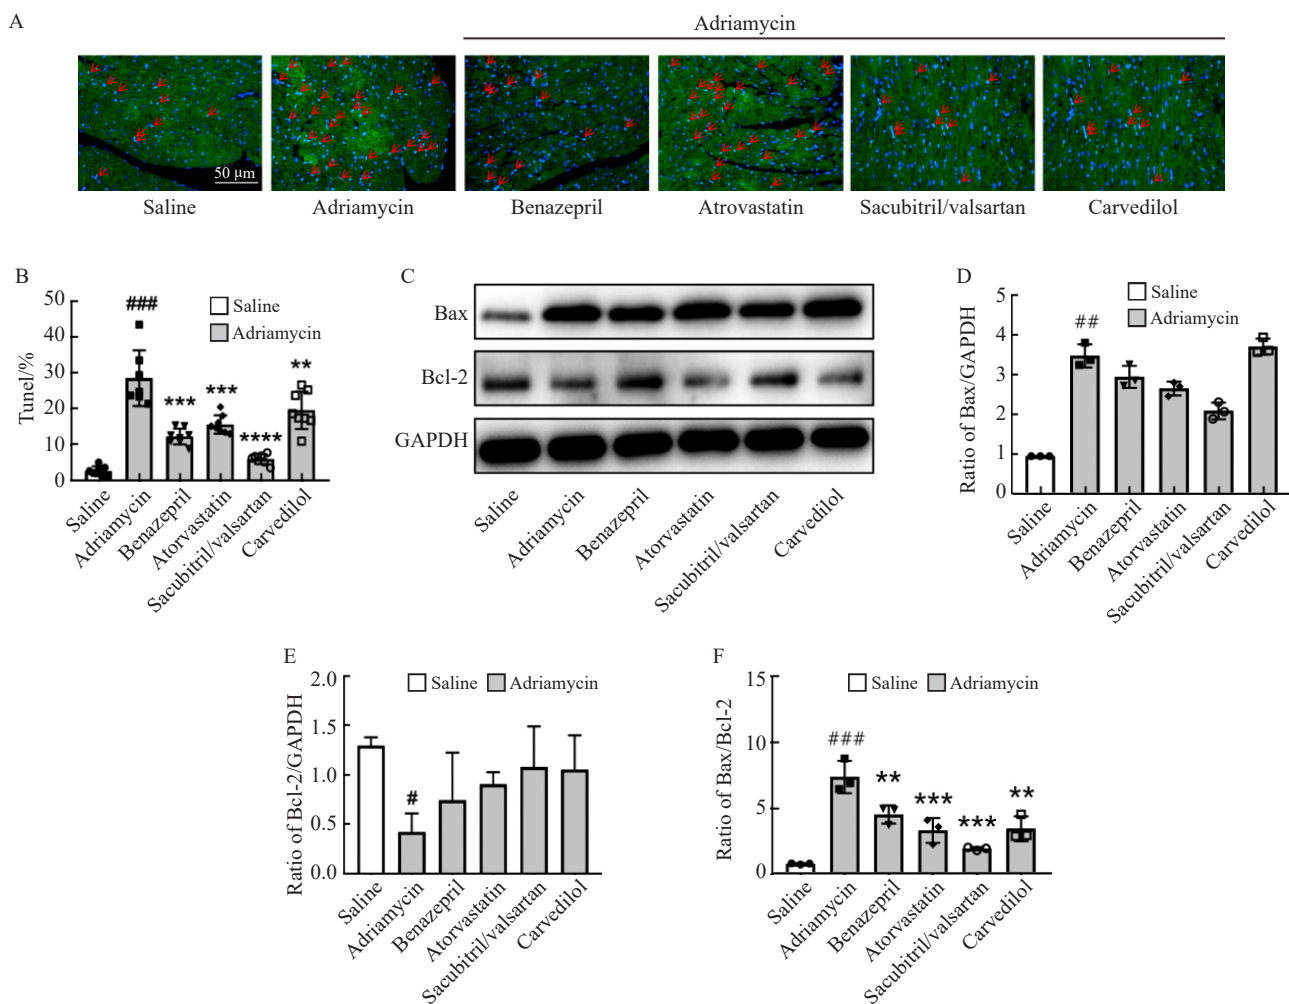 A
Adriamycin
50 μm
Saline
Adriamycin
Benazepril
Atrovastatin
Sacubitril/valsartan
Carvedilol
B
Tunel/%
50
40
30
20
10
0
###
***
***
****
**
Saline
Adriamycin
Saline
Adriamycin
Benazepril
Atorvastatin
Sacubitril/valsartan
Carvedilol
C
Bax
Bcl-2
GAPDH
Saline
Adriamycin
Benazepril
Atorvastatin
Sacubitril/valsartan
Carvedilol
D
Ratio of Bax/GAPDH
5
4
3
2
1
0
##
Saline
Adriamycin
Saline
Adriamycin
Benazepril
Atorvastatin
Sacubitril/valsartan
Carvedilol
E
Ratio of Bcl-2/GAPDH
2.0
1.5
1.0
0.5
0.0
#
Saline
Adriamycin
Saline
Adriamycin
Benazepril
Atorvastatin
Sacubitril/valsartan
Carvedilol
F
Ratio of Bax/Bcl-2
15
10
5
0
###
**
***
***
**
Saline
Adriamycin
Saline
Adriamycin
Benazepril
Atorvastatin
Sacubitril/valsartan
Carvedilol